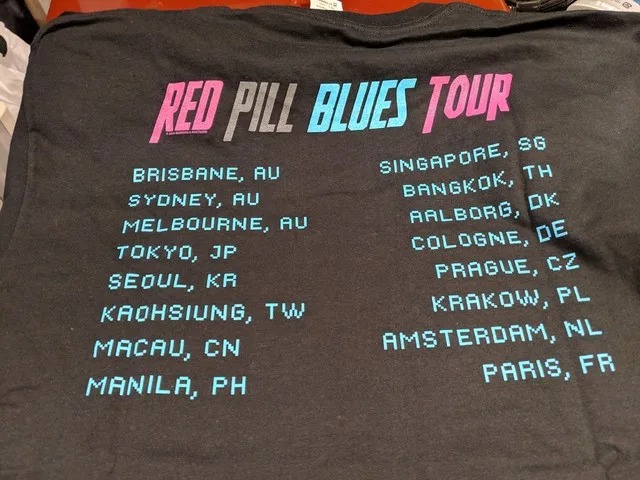 RED PILL BLUES TOUR
BRISBANE, AU
SYDNEY, AU
MELBOURNE, AU
TOKYO, JP
SEOUL, KR
KAOHSIUNG, TW
MACAU, CN
MANILA, PH
SINGAPORE, SG
BANGKOK, TH
AALBORG, DK
COLOGNE, DE
PRAGUE, CZ
KRAKOW, PL
AMSTERDAM, NL
PARIS, FR